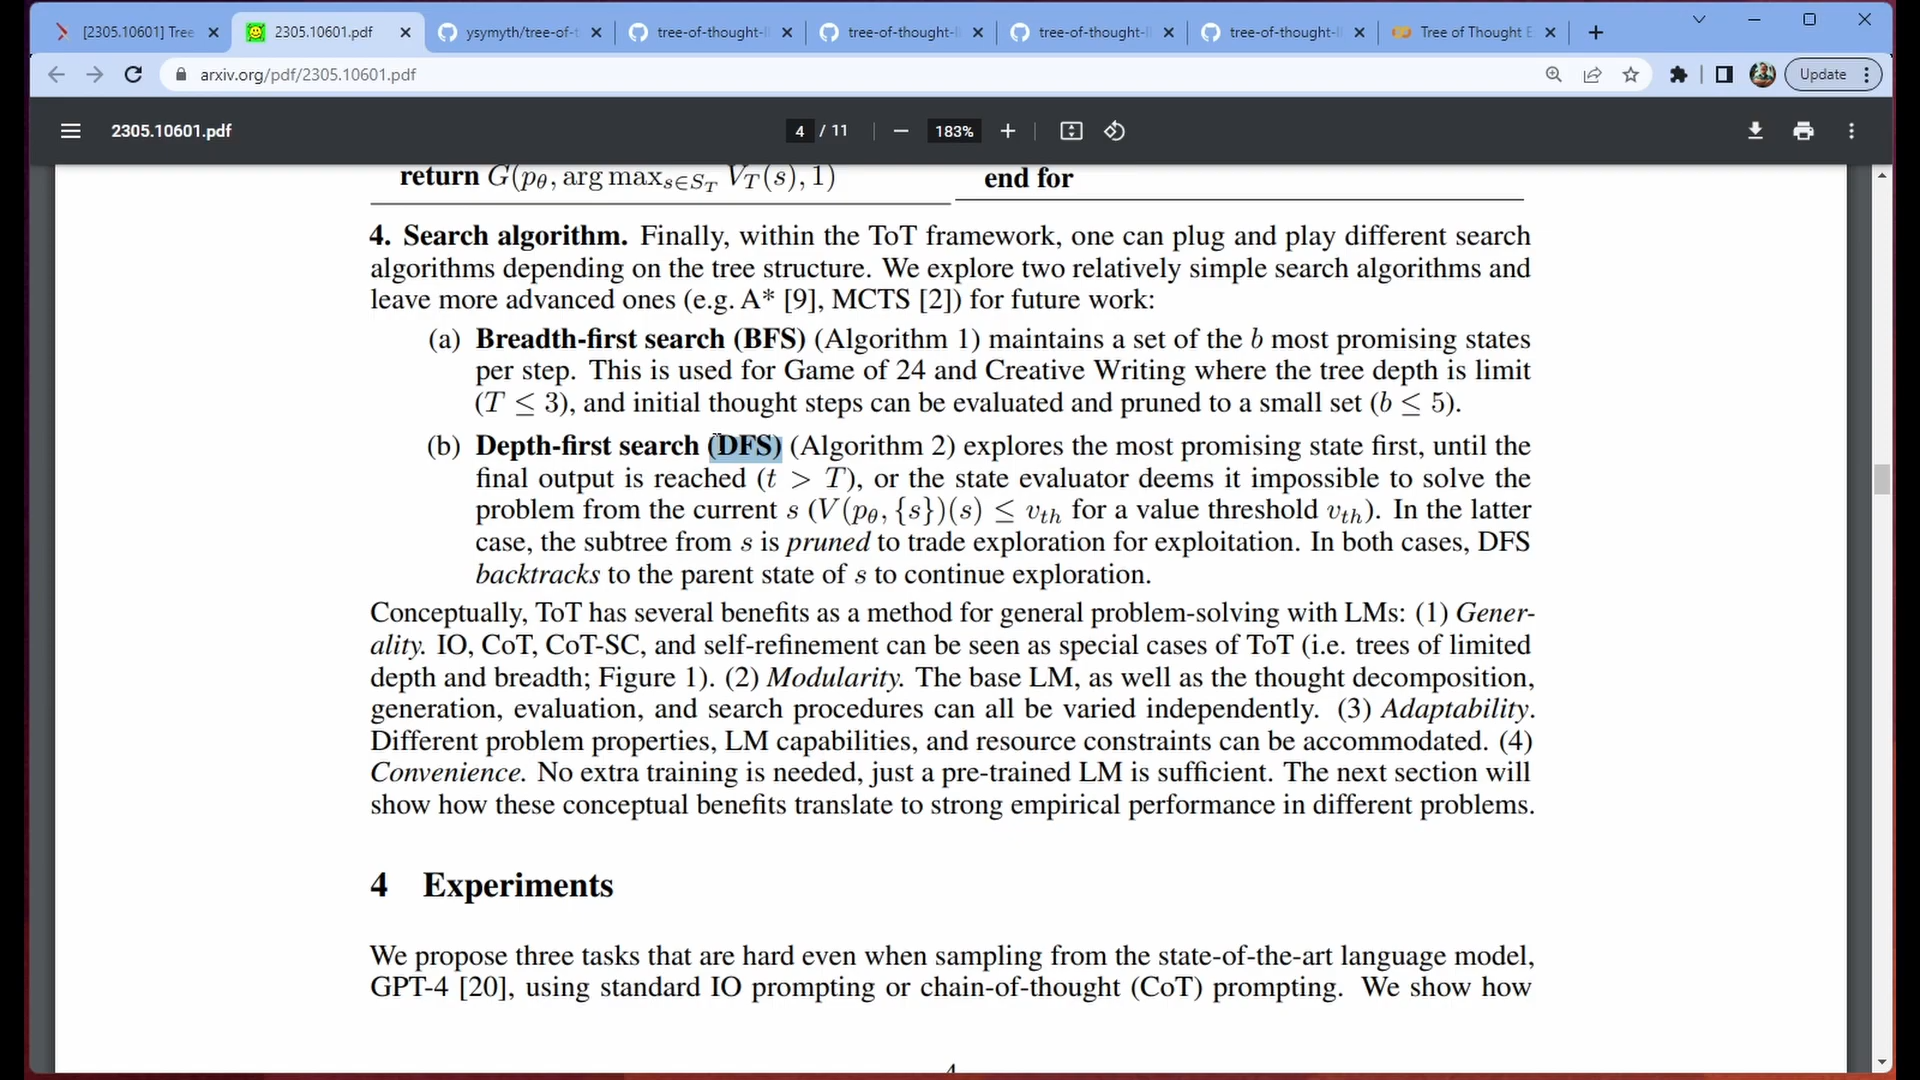 [2305.10601] Tree
2305.10601.pdf
ysymyth/tree-of-t
tree-of-thought-l
tree-of-thought-l
tree-of-thought-l
tree-of-thought-l
Tree of Thought E
arxiv.org/pdf/2305.10601.pdf
Update
2305.10601.pdf
4 / 11
183%
return G(pθ, arg max_{s∈S_T} V_T(s), 1)
end for
4. Search algorithm. Finally, within the ToT framework, one can plug and play different search
algorithms depending on the tree structure. We explore two relatively simple search algorithms and
leave more advanced ones (e.g. A* [9], MCTS [2]) for future work:
(a) Breadth-first search (BFS) (Algorithm 1) maintains a set of the b most promising states
per step. This is used for Game of 24 and Creative Writing where the tree depth is limit
(T ≤ 3), and initial thought steps can be evaluated and pruned to a small set (b ≤ 5).
(b) Depth-first search (DFS) (Algorithm 2) explores the most promising state first, until the
final output is reached (t > T), or the state evaluator deems it impossible to solve the
problem from the current s (V(pθ, {s})(s) ≤ v_{th} for a value threshold v_{th}). In the latter
case, the subtree from s is pruned to trade exploration for exploitation. In both cases, DFS
backtracks to the parent state of s to continue exploration.
Conceptually, ToT has several benefits as a method for general problem-solving with LMs: (1) Gener-
ality. IO, CoT, CoT-SC, and self-refinement can be seen as special cases of ToT (i.e. trees of limited
depth and breadth; Figure 1). (2) Modularity. The base LM, as well as the thought decomposition,
generation, evaluation, and search procedures can all be varied independently. (3) Adaptability.
Different problem properties, LM capabilities, and resource constraints can be accommodated. (4)
Convenience. No extra training is needed, just a pre-trained LM is sufficient. The next section will
show how these conceptual benefits translate to strong empirical performance in different problems.
4 Experiments
We propose three tasks that are hard even when sampling from the state-of-the-art language model,
GPT-4 [20], using standard IO prompting or chain-of-thought (CoT) prompting. We show how
4